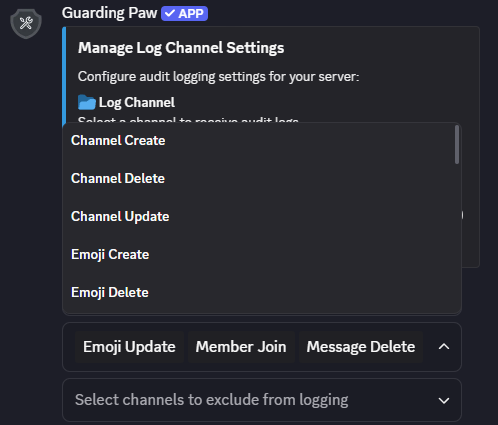 Guarding Paw APP
Manage Log Channel Settings
Configure audit logging settings for your server:
Log Channel
Select a channel to receive audit logs
Channel Create
Channel Delete
Channel Update
Emoji Create
Emoji Delete
Emoji Update Member Join Message Delete
Select channels to exclude from logging